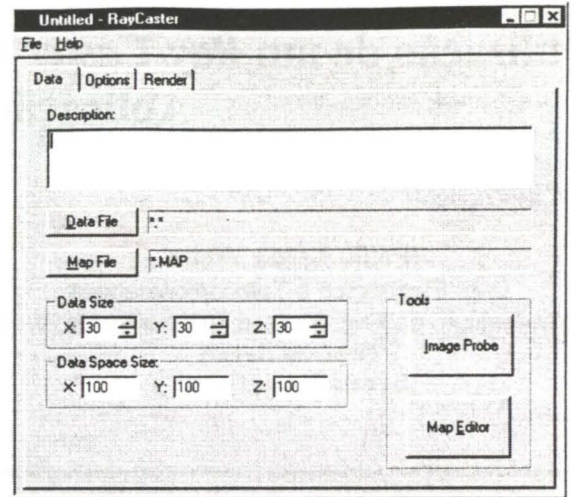 Untitled - RayCaster
File Help
Data Options Render
Description:
Data File *.*
Map File *.MAP
Data Size
X: 30 Y: 30 Z: 30
Data Space Size:
X: 100 Y: 100 Z: 100
Tools
Image Probe
Map Editor